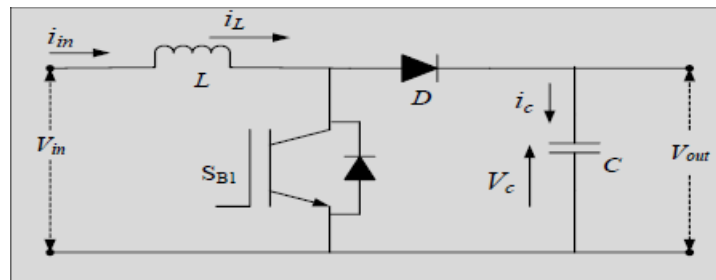 i_in
i_L
L
D
i_c
V_in
S_B1
V_c
C
V_out